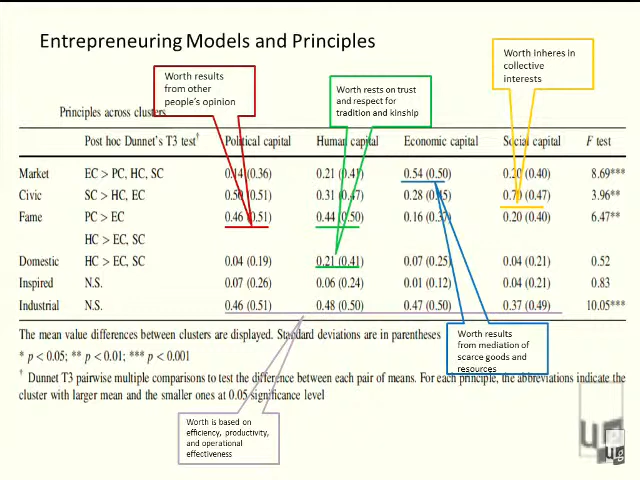 Entrepreneuring Models and Principles
Worth results
from other
people's opinion
Worth rests on trust
and respect for
tradition and kinship
Worth inheres in
collective
interests
Principles across clusters
Post hoc Dunnet's T3 test† Political capital Human capital Economic capital Social capital F test
Market EC > PC, HC, SC 0.14 (0.36) 0.21 (0.41) 0.54 (0.50) 0.20 (0.40) 8.69***
Civic SC > HC, EC 0.50 (0.51) 0.31 (0.47) 0.28 (0.45) (0.47) 3.96**
Fame PC > EC 0.46 (0.51) 0.44 (0.50) 0.16 (0.37) 0.20 (0.40) 6.47**
HC > EC, SC
Domestic HC > EC, SC 0.04 (0.19) 0.21 (0.41) 0.07 (0.25) 0.04 (0.21) 0.52
Inspired N.S. 0.07 (0.26) 0.06 (0.24) 0.01 (0.12) 0.04 (0.21) 0.83
Industrial N.S. 0.46 (0.51) 0.48 (0.50) 0.47 (0.50) 0.37 (0.49) 10.05***
The mean value differences between clusters are displayed. Standard deviations are in parentheses
* p < 0.05; ** p < 0.01; *** p < 0.001
† Dunnet T3 pairwise multiple comparisons to test the difference between each pair of means. For each principle, the abbreviations indicate the
cluster with larger mean and the smaller ones at 0.05 significance level
Worth results
from mediation of
scarce goods and
resources
Worth is based on
efficiency, productivity,
and operational
effectiveness